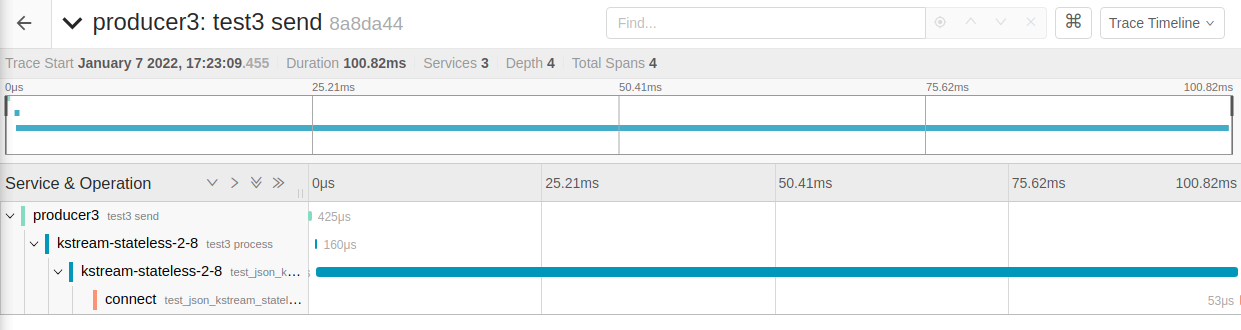 producer3: test3 send 8a8da44
Find...
Trace Timeline
Trace Start January 7 2022, 17:23:09.455 Duration 100.82ms Services 3 Depth 4 Total Spans 4
0μs 25.21ms 50.41ms 75.62ms 100.82ms
Service & Operation 0μs 25.21ms 50.41ms 75.62ms 100.82ms
producer3 test3 send 425μs
kstream-stateless-2-8 test3 process 160μs
kstream-stateless-2-8 test_json_k...
connect test_json_kstream_statel... 53μs